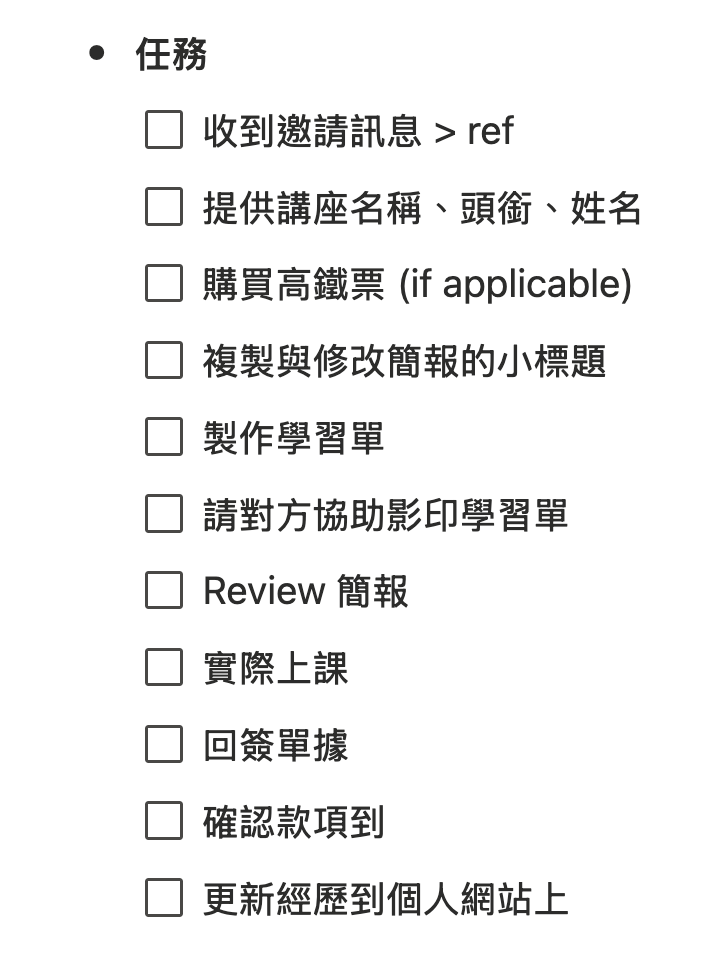 • 任務
收到邀請訊息 > ref
提供講座名稱、頭銜、姓名
購買高鐵票 (if applicable)
複製與修改簡報的小標題
製作學習單
請對方協助影印學習單
Review 簡報
實際上課
回簽單據
確認款項到
更新經歷到個人網站上